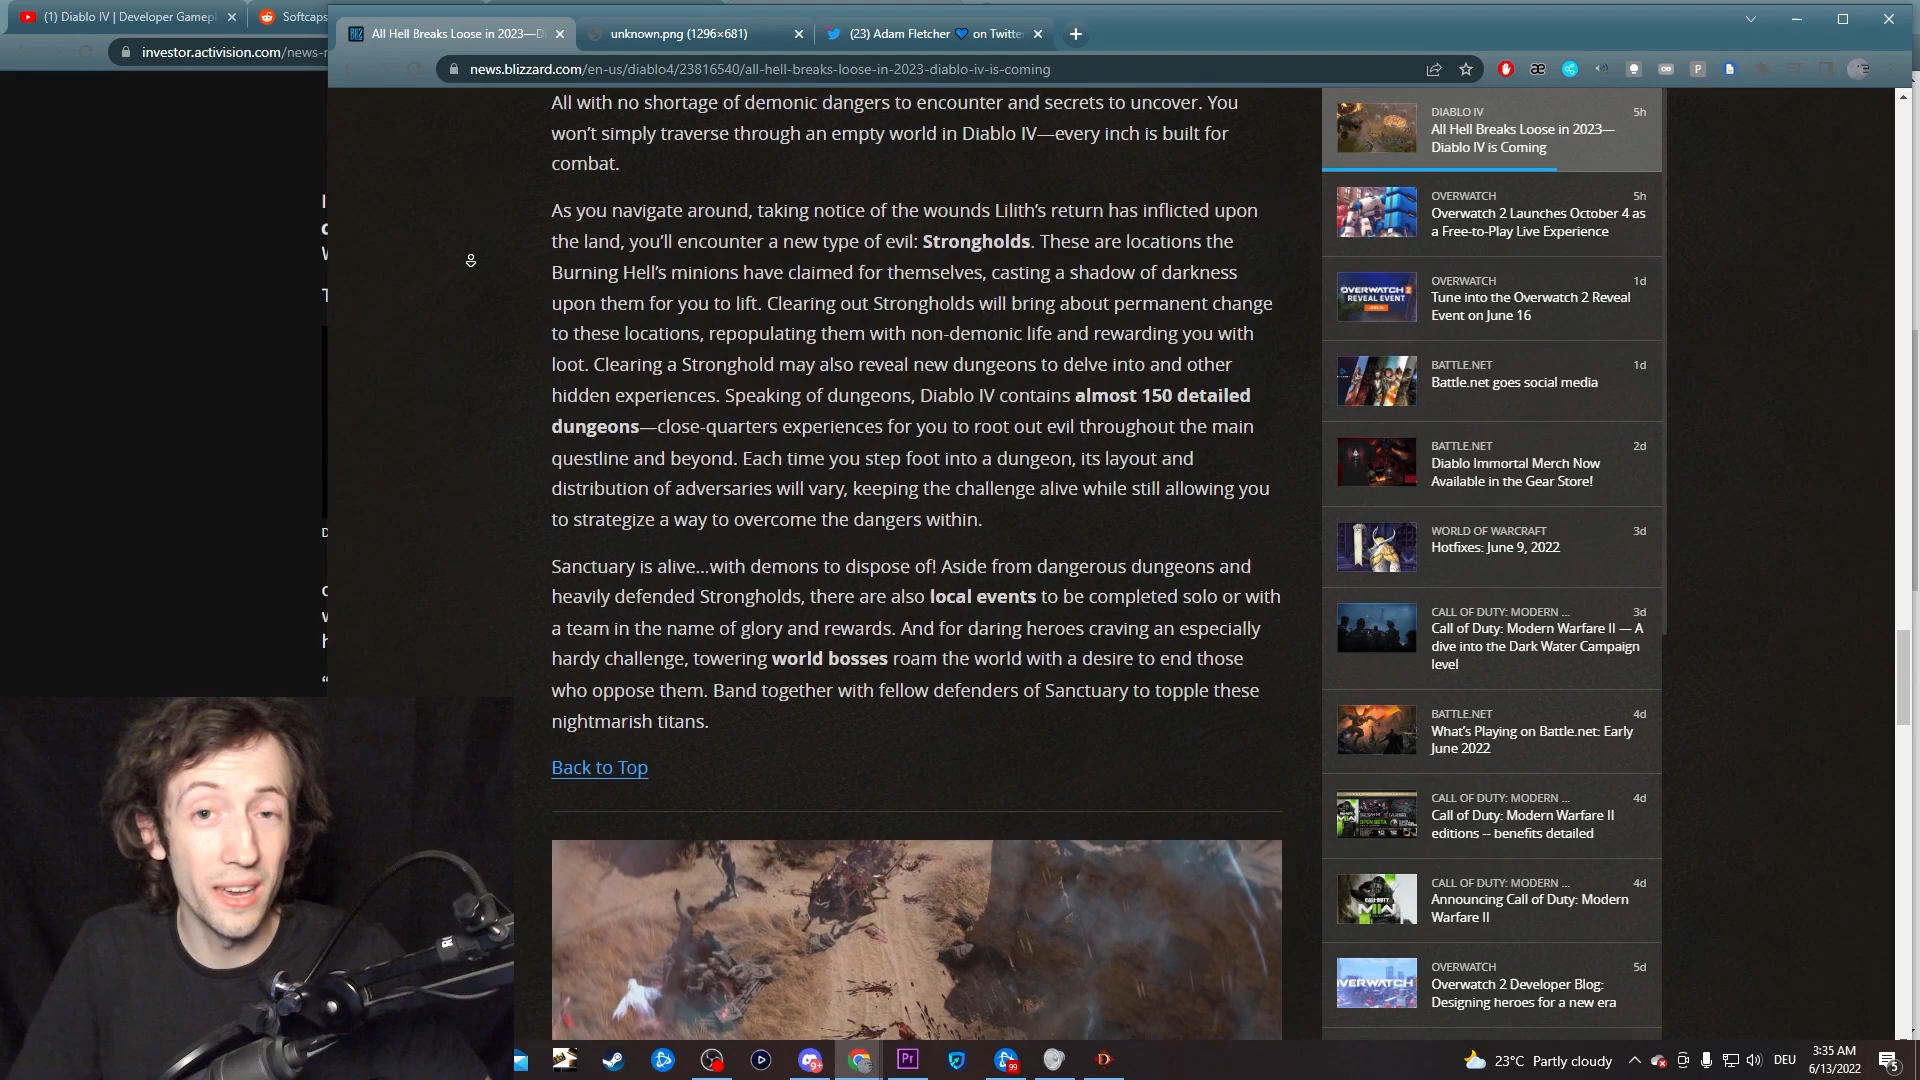 (1) Diablo IV | Developer Gamepl
Softcaps
All Hell Breaks Loose in 2023—D
unknown.png (1296×681)
(23) Adam Fletcher 💙 on Twitte
investor.activision.com/news-r
news.blizzard.com/en-us/diablo4/23816540/all-hell-breaks-loose-in-2023-diablo-iv-is-coming
All with no shortage of demonic dangers to encounter and secrets to uncover. You
won’t simply traverse through an empty world in Diablo IV—every inch is built for
combat.
As you navigate around, taking notice of the wounds Lilith’s return has inflicted upon
the land, you’ll encounter a new type of evil: Strongholds. These are locations the
Burning Hell’s minions have claimed for themselves, casting a shadow of darkness
upon them for you to lift. Clearing out Strongholds will bring about permanent change
to these locations, repopulating them with non-demonic life and rewarding you with
loot. Clearing a Stronghold may also reveal new dungeons to delve into and other
hidden experiences. Speaking of dungeons, Diablo IV contains almost 150 detailed
dungeons—close-quarters experiences for you to root out evil throughout the main
questline and beyond. Each time you step foot into a dungeon, its layout and
distribution of adversaries will vary, keeping the challenge alive while still allowing you
to strategize a way to overcome the dangers within.
Sanctuary is alive…with demons to dispose of! Aside from dangerous dungeons and
heavily defended Strongholds, there are also local events to be completed solo or with
a team in the name of glory and rewards. And for daring heroes craving an especially
hardy challenge, towering world bosses roam the world with a desire to end those
who oppose them. Band together with fellow defenders of Sanctuary to topple these
nightmarish titans.
Back to Top
DIABLO IV 5h
All Hell Breaks Loose in 2023—
Diablo IV is Coming
OVERWATCH 5h
Overwatch 2 Launches October 4 as
a Free-to-Play Live Experience
OVERWATCH 1d
OVERWATCH 2
REVEAL EVENT
Tune into the Overwatch 2 Reveal
Event on June 16
BATTLE.NET 1d
Battle.net goes social media
BATTLE.NET 2d
Diablo Immortal Merch Now
Available in the Gear Store!
WORLD OF WARCRAFT 3d
Hotfixes: June 9, 2022
CALL OF DUTY: MODERN ... 3d
Call of Duty: Modern Warfare II — A
dive into the Dark Water Campaign
level
BATTLE.NET 4d
What’s Playing on Battle.net: Early
June 2022
CALL OF DUTY: MODERN ... 4d
Call of Duty: Modern Warfare II
editions -- benefits detailed
CALL OF DUTY: MODERN ... 4d
Announcing Call of Duty: Modern
Warfare II
OVERWATCH 5d
Overwatch 2 Developer Blog:
Designing heroes for a new era
23°C Partly cloudy
DEU
3:35 AM
6/13/2022